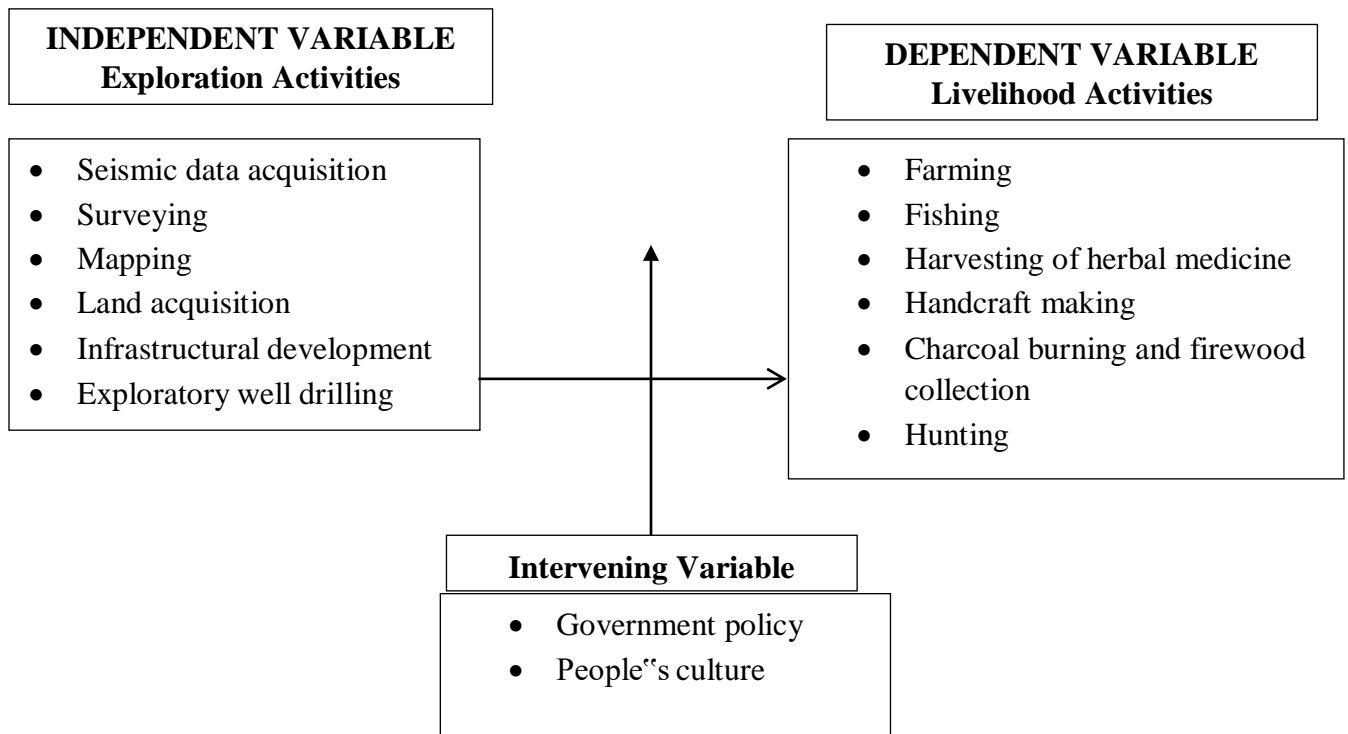 INDEPENDENT VARIABLE
Exploration Activities
• Seismic data acquisition
• Surveying
• Mapping
• Land acquisition
• Infrastructural development
• Exploratory well drilling
DEPENDENT VARIABLE
Livelihood Activities
• Farming
• Fishing
• Harvesting of herbal medicine
• Handcraft making
• Charcoal burning and firewood
collection
• Hunting
Intervening Variable
• Government policy
• People‟s culture